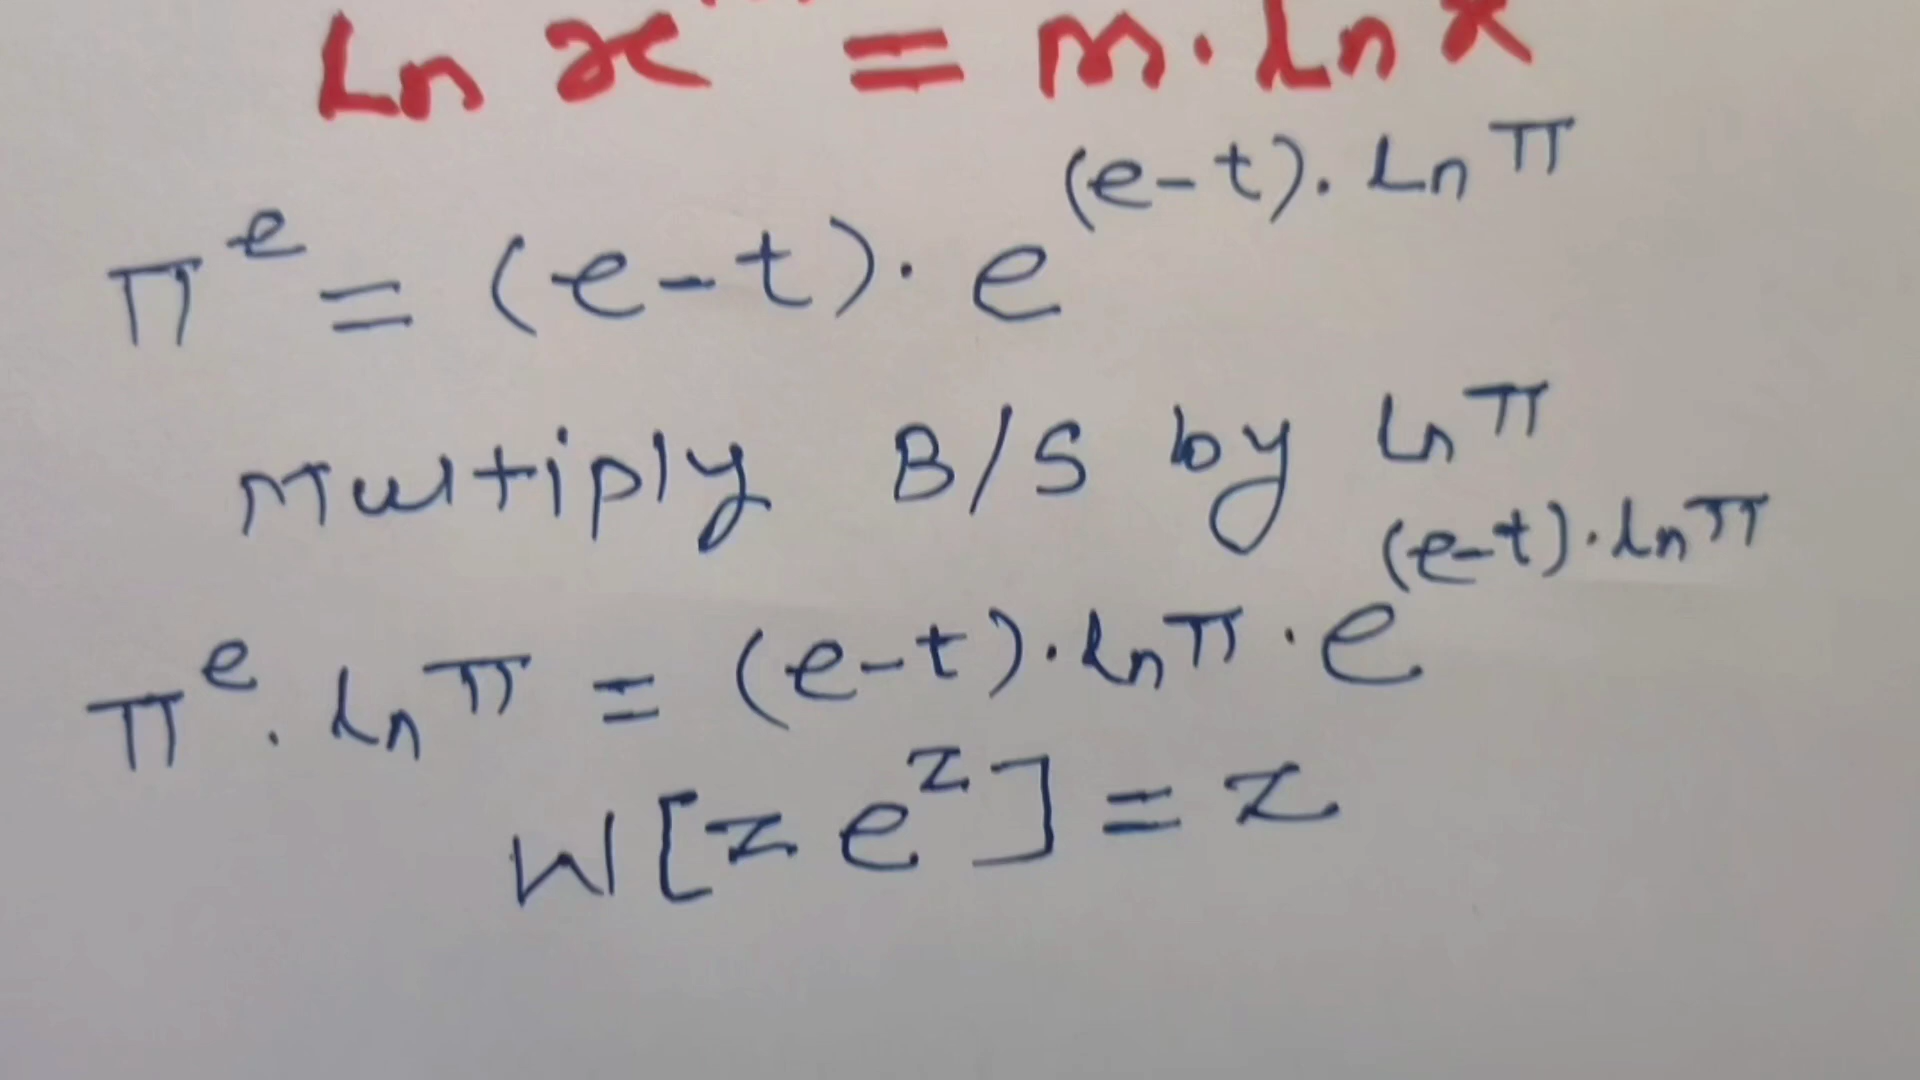 Ln x = m. Ln x
π^e = (e-t). e^(e-t). Ln π
Multiply B/S by Ln π
π^e. Ln π = (e-t). Ln π . e^(e-t). Ln π
W[z e^z] = z